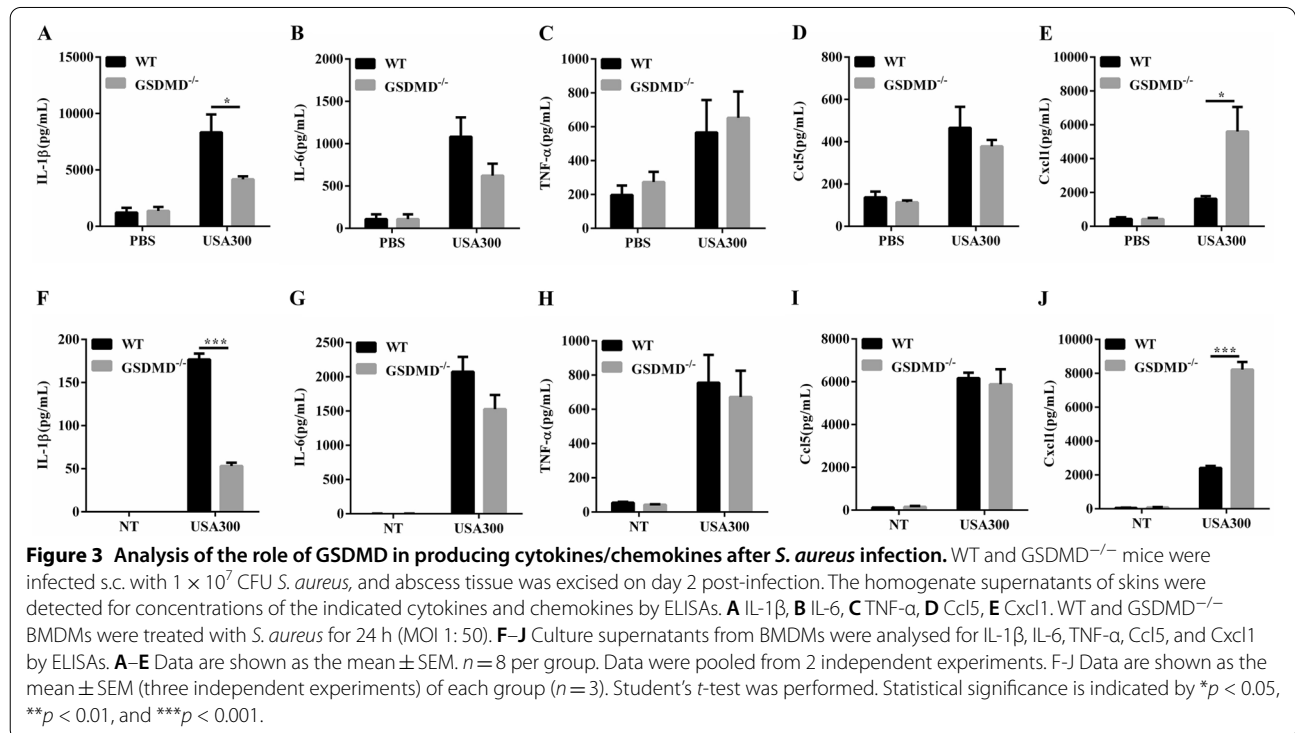 A
B
C
D
E
WT
GSDMD-/-
IL-1β(pg/mL)
15000
10000
5000
0
*
PBS
USA300
WT
GSDMD-/-
IL-6(pg/mL)
2000
1500
1000
500
0
PBS
USA300
WT
GSDMD-/-
TNF-α(pg/mL)
1000
800
600
400
200
0
PBS
USA300
WT
GSDMD-/-
Ccl5(pg/mL)
800
600
400
200
0
PBS
USA300
WT
GSDMD-/-
Cxcl1(pg/mL)
10000
8000
6000
4000
2000
0
*
PBS
USA300
F
G
H
I
J
WT
GSDMD-/-
IL-1β(pg/mL)
200
150
100
50
0
***
NT
USA300
WT
GSDMD-/-
IL-6(pg/mL)
2500
2000
1500
1000
500
0
NT
USA300
WT
GSDMD-/-
TNF-α(pg/mL)
1000
800
600
400
200
0
NT
USA300
WT
GSDMD-/-
Ccl5(pg/mL)
8000
6000
4000
2000
0
NT
USA300
WT
GSDMD-/-
Cxcl1(pg/mL)
10000
8000
6000
4000
2000
0
***
NT
USA300
Figure 3 Analysis of the role of GSDMD in producing cytokines/chemokines after S. aureus infection. WT and GSDMD−/− mice were
infected s.c. with 1 × 10⁷ CFU S. aureus, and abscess tissue was excised on day 2 post-infection. The homogenate supernatants of skins were
detected for concentrations of the indicated cytokines and chemokines by ELISAs. A IL-1β, B IL-6, C TNF-α, D Ccl5, E Cxcl1. WT and GSDMD−/−
BMDMs were treated with S. aureus for 24 h (MOI 1: 50). F–J Culture supernatants from BMDMs were analysed for IL-1β, IL-6, TNF-α, Ccl5, and Cxcl1
by ELISAs. A–E Data are shown as the mean ± SEM. n = 8 per group. Data were pooled from 2 independent experiments. F-J Data are shown as the
mean ± SEM (three independent experiments) of each group (n = 3). Student's t-test was performed. Statistical significance is indicated by *p < 0.05,
**p < 0.01, and ***p < 0.001.